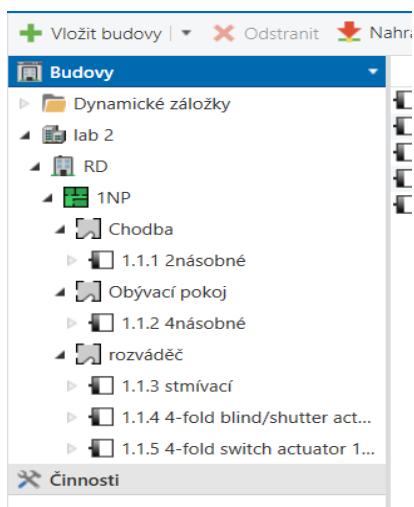 Vložit budovy Odstranit Nahra
Budovy
Dynamické záložky
lab 2
RD
1NP
Chodba
1.1.1 2násobné
Obývací pokoj
1.1.2 4násobné
rozváděč
1.1.3 stmívací
1.1.4 4-fold blind/shutter act...
1.1.5 4-fold switch actuator 1...
Činnosti